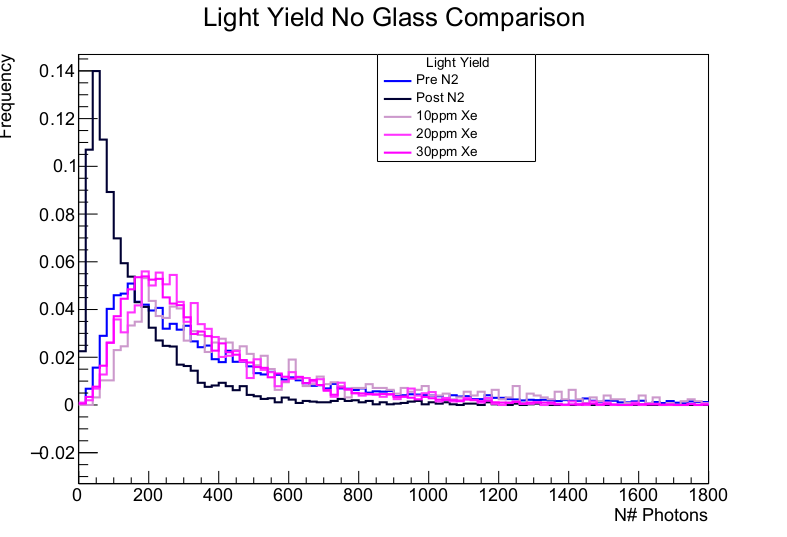 Light Yield No Glass Comparison
Frequency
Light Yield
Pre N2
Post N2
10ppm Xe
20ppm Xe
30ppm Xe
0.14
0.12
0.1
0.08
0.06
0.04
0.02
0
−0.02
0 200 400 600 800 1000 1200 1400 1600 1800
N# Photons